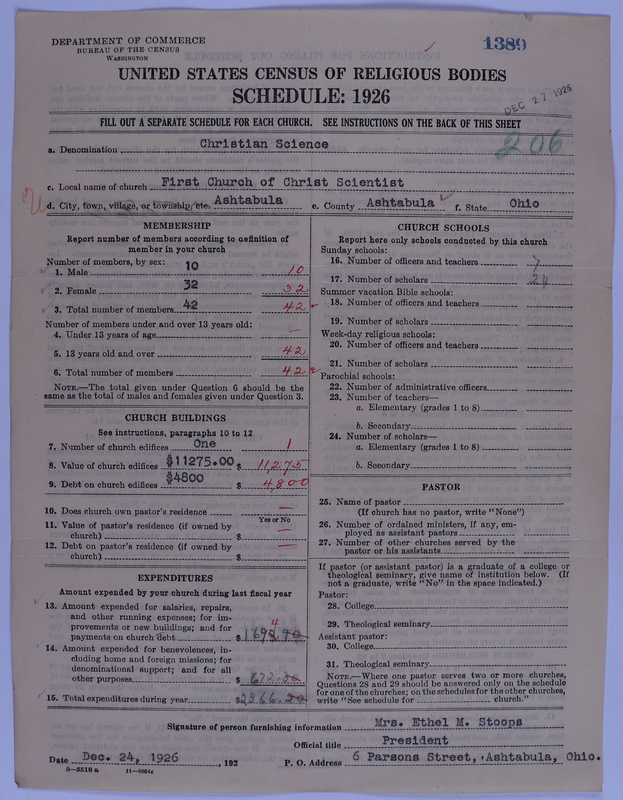 1389
DEPARTMENT OF COMMERCE
BUREAU OF THE CENSUS
WASHINGTON
UNITED STATES CENSUS OF RELIGIOUS BODIES
SCHEDULE: 1926
DEC 27 1926
FILL OUT A SEPARATE SCHEDULE FOR EACH CHURCH. SEE INSTRUCTIONS ON THE BACK OF THIS SHEET
206
a. Denomination Christian Science
c. Local name of church First Church of Christ Scientist
d. City, town, village, or township, etc. Ashtabula e. County Ashtabula f. State Ohio
MEMBERSHIP
Report number of members according to definition of
member in your church
Number of members, by sex:
1. Male 10 10
2. Female 32 32
3. Total number of members 42 42
Number of members under and over 13 years old:
4. Under 13 years of age —
5. 13 years old and over 42
6. Total number of members 42
NOTE.—The total given under Question 6 should be the
same as the total of males and females given under Question 3.
CHURCH BUILDINGS
See instructions, paragraphs 10 to 12
7. Number of church edifices One 1
8. Value of church edifices $11275.00 $ 11,275
9. Debt on church edifices $4800 $ 4,800
10. Does church own pastor's residence —
Yes or No
11. Value of pastor's residence (if owned by
church) $ —
12. Debt on pastor's residence (if owned by
church) $ —
EXPENDITURES
Amount expended by your church during last fiscal year
13. Amount expended for salaries, repairs,
and other running expenses; for im-
provements or new buildings; and for
payments on church debt $
14. Amount expended for benevolences, in-
cluding home and foreign missions; for
denominational support; and for all
other purposes $
15. Total expenditures during year $
CHURCH SCHOOLS
Report here only schools conducted by this church
Sunday schools:
16. Number of officers and teachers 7
17. Number of scholars
Summer vacation Bible schools:
18. Number of officers and teachers
19. Number of scholars
Week-day religious schools:
20. Number of officers and teachers
21. Number of scholars
Parochial schools:
22. Number of administrative officers
23. Number of teachers—
a. Elementary (grades 1 to 8)
b. Secondary
24. Number of scholars—
a. Elementary (grades 1 to 8)
b. Secondary
PASTOR
25. Name of pastor
(If church has no pastor, write "None")
26. Number of ordained ministers, if any, em-
ployed as assistant pastors
27. Number of other churches served by the
pastor or his assistants
If pastor (or assistant pastor) is a graduate of a college or
theological seminary, give name of institution below. (If
not a graduate, write "No" in the space indicated.)
Pastor:
28. College
29. Theological seminary
Assistant pastor:
30. College
31. Theological seminary
NOTE.—Where one pastor serves two or more churches,
Questions 28 and 29 should be answered only on the schedule
for one of the churches; on the schedules for the other churches,
write "See schedule for church."
Signature of person furnishing information Mrs. Ethel M. Stoops
Official title President
Date Dec. 24, 1926, 192 P. O. Address 6 Parsons Street, Ashtabula, Ohio.
8—5518 a 11—9084a